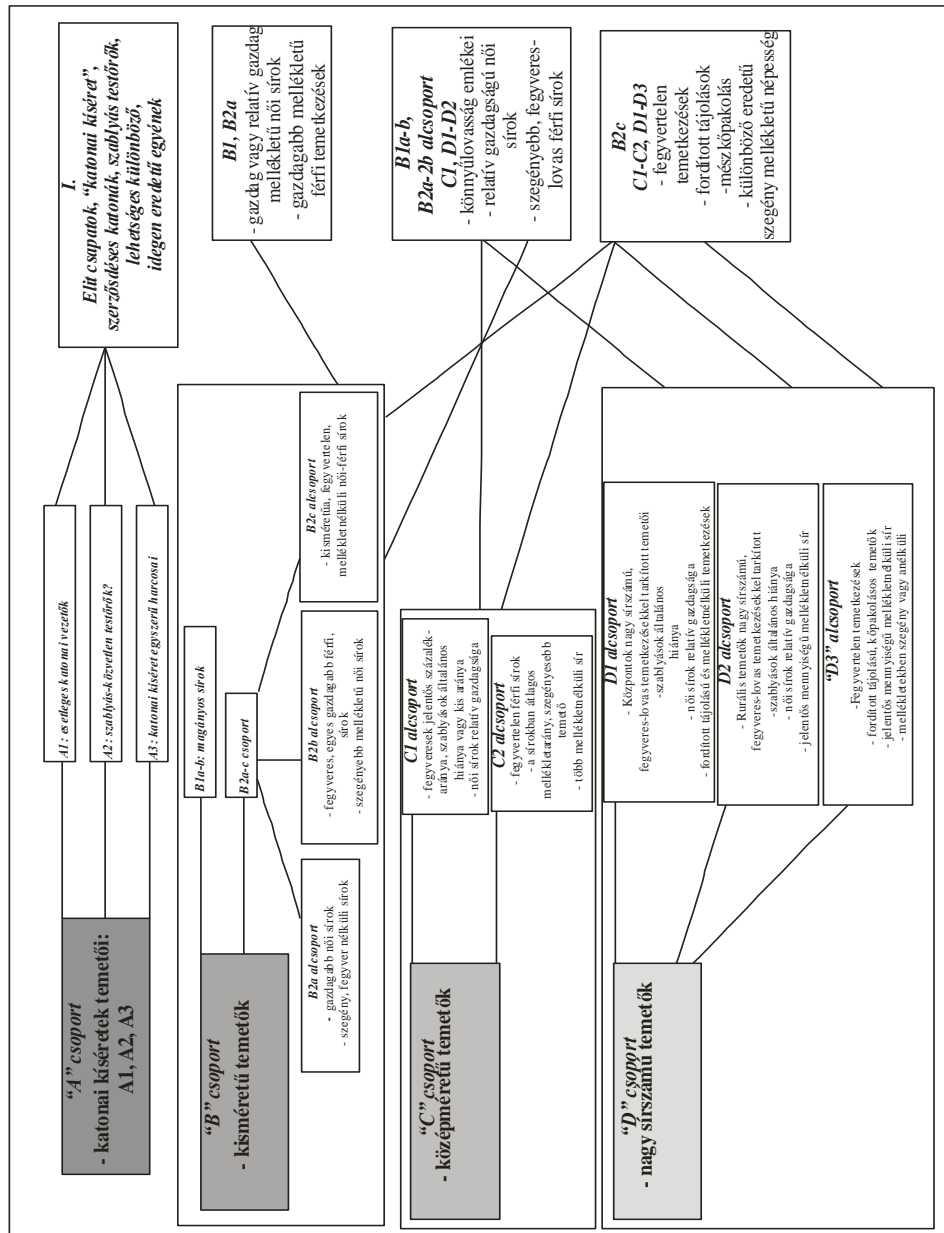 "A" csoport
- katonai kíséretek temetői:
A1, A2, A3
A1: esetleges katonai vezetők
A2: szablyás-közvetlen testőrök?
A3: katonai kíséret egyszerű harcosai
I.
Elit csapatok, "katonai kíséret",
szerzősdéses katonák, szablyás testőrök,
lehetséges különböző,
idegen eredetű egyének
"B" csoport
- kisméretű temetők
B1a-b: magányos sírok
B2a-c csoport
B2a alcsoport
- gazdagabb női sírok
- szegény, fegyver nélküli sírok
B2b alcsoport
- fegyveres, egyes gazdagabb férfi,
sírok
- szegényebb mellékletű női sírok
B2c alcsoport
- kisméretűa, fegyvertelen,
mellékletnélküli női-férfi sírok
B1, B2a
- gazdag vagy relatív gazdag
mellékletű női sírok
- gazdagabb mellékletű
férfi temetkezések
"C" csoport
- középméretű temetők
C1 alcsoport
- fegyveresek jelentős százalék-
aránya, szablyások általános
hiánya vagy kis aránya
- női sírok relatív gazdagsága
C2 alcsoport
- fegyvertelen férfi sírok
- a sírokban átlagos
mellékletarány, szegényesebb
temető
- több mellékletnélküli sír
B1a-b,
B2a-2b alcsoport
C1, D1-D2
- könnyűlovasság emlékei
- relatív gazdagságú női
sírok
- szegényebb, fegyveres-
lovas férfi sírok
"D" csoport
- nagy sírszámú temetők
D1 alcsoport
- Központok nagy sírszámú,
fegyveres-lovas temetkezésekkel tarkított temetői
-szablyások általános
hiánya
- női sírok relatív gazdagsága
- fordított tájolású és mellékletnélküli temetkezések
D2 alcsoport
- Rurális temetők nagy sírszámú,
fegyveres-lovas temetkezésekkel tarkított
-szablyások általános hiánya
- női sírok relatív gazdagsága
- jelentős mennyiségű mellékletnélküli sír
"D3" alcsoport
-Fegyvertelen temetkezések
- fordított tájolású, kőpakolásos temetők
- jelentős mennyiségű mellékletnélküli sír
- mellékletekben szegény vagy anélküli
B2c
C1-C2, D1-D3
- fegyvertelen
temetkezések
- fordított tájolások
-mészkőpakolás
- különböző eredetű
szegény mellékletű népesség